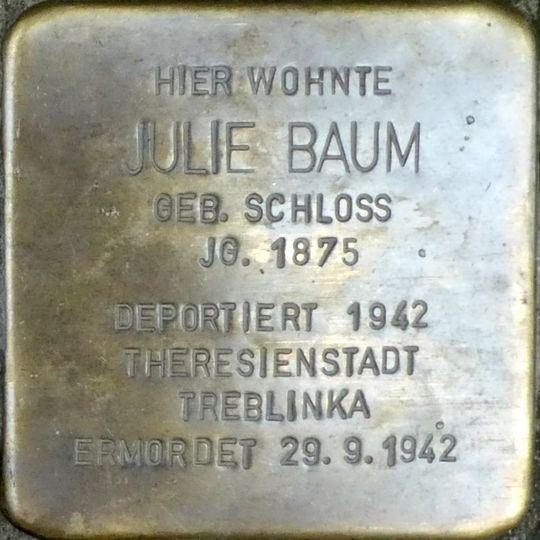 HIER WOHNTE
JULIE BAUM
GEB. SCHLOSS
JG. 1875
DEPORTIERT 1942
THERESIENSTADT
TREBLINKA
ERMORDET 29.9.1942